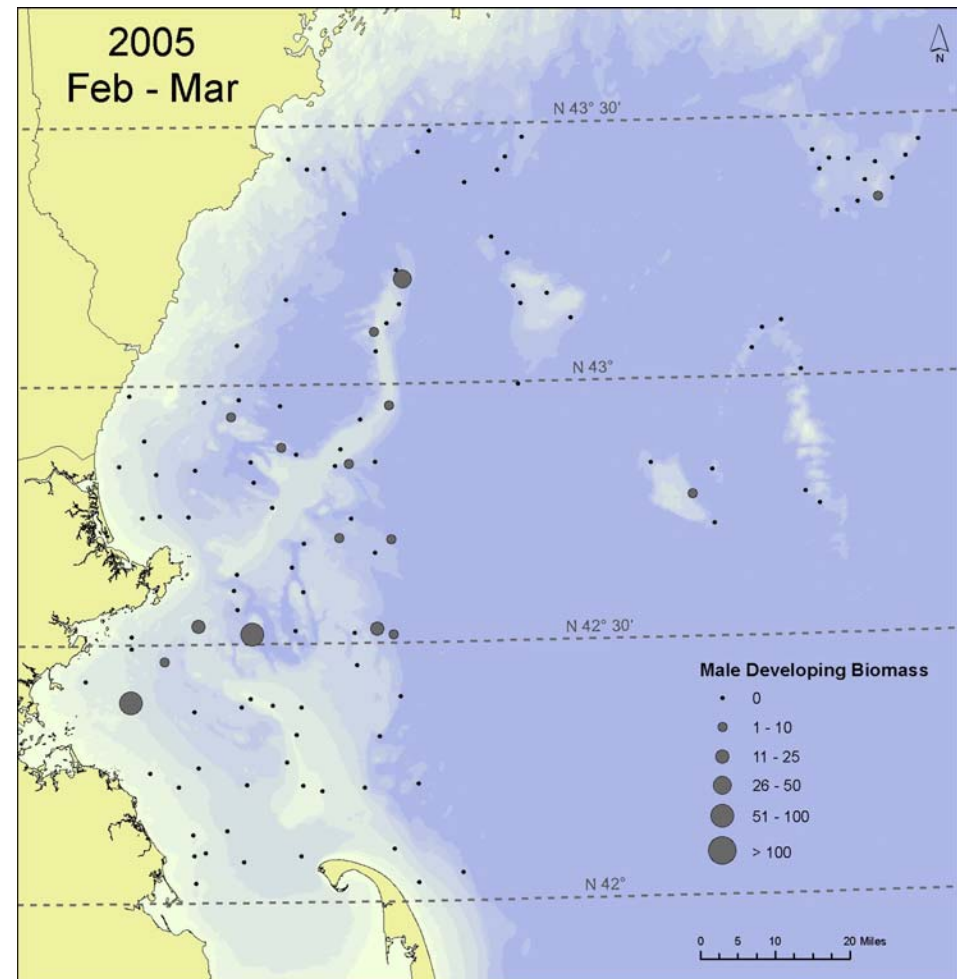 2005
Feb - Mar
N
N 43° 30'
N 43°
N 42° 30'
Male Developing Biomass
0
1 - 10
11 - 25
26 - 50
51 - 100
> 100
N 42°
0 5 10 20 Miles